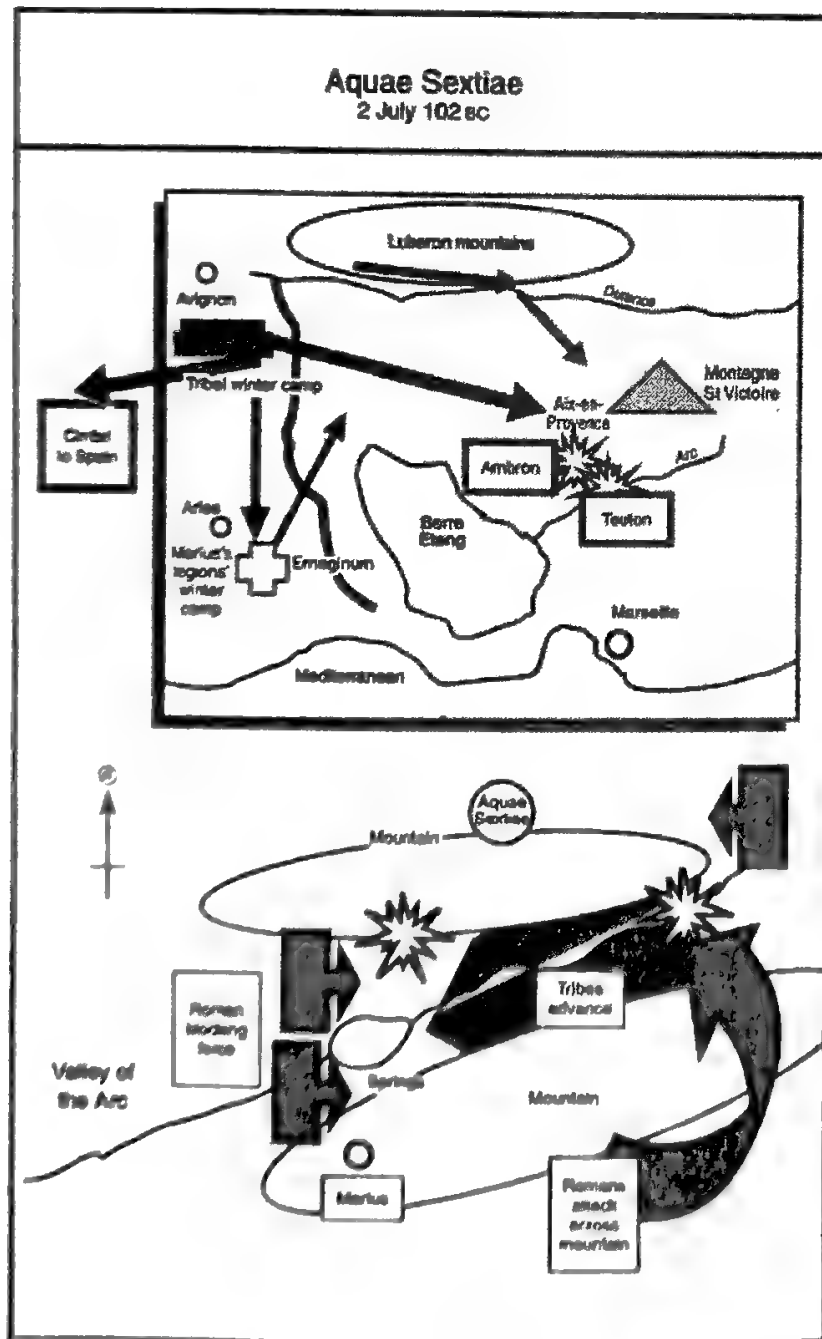 Aquae Sextiae
2 July 102 BC
Luberon mountains
Avignon
Durance
Tribal winter camp
Montagne
St Victoire
Aix-en-
Provence
Cimbri
to Spain
Ambron
Arc
Teuton
Arles
Berre
Etang
Marius's
legions'
winter
camp
Ernaginum
Marseille
Mediterranean
Aquae
Sextiae
Mountain
Roman
blocking
force
Tribes
advance
Valley of
the Arc
Springs
Mountain
Marius
Romans
attack
across
mountain